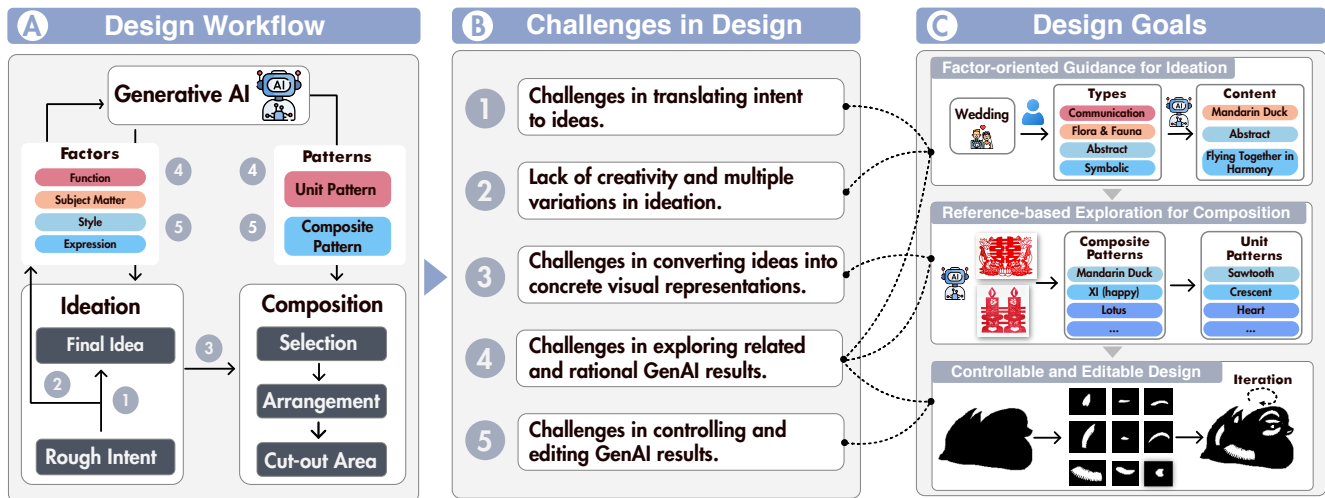 A Design Workflow
Generative AI
AI
Factors
Function
Subject Matter
Style
Expression
4
5
4
5
Patterns
Unit Pattern
Composite
Pattern
Ideation
Final Idea
2
1
Rough Intent
3
Composition
Selection
Arrangement
Cut-out Area
B Challenges in Design
1
Challenges in translating intent
to ideas.
2
Lack of creativity and multiple
variations in ideation.
3
Challenges in converting ideas into
concrete visual representations.
4
Challenges in exploring related
and rational GenAI results.
5
Challenges in controlling and
editing GenAI results.
C Design Goals
Factor-oriented Guidance for Ideation
Wedding
Types
Communication
Flora & Fauna
Abstract
Symbolic
AI
Content
Mandarin Duck
Abstract
Flying Together in
Harmony
Reference-based Exploration for Composition
AI
Composite
Patterns
Mandarin Duck
XI (happy)
Lotus
...
Unit
Patterns
Sawtooth
Crescent
Heart
...
Controllable and Editable Design
Iteration